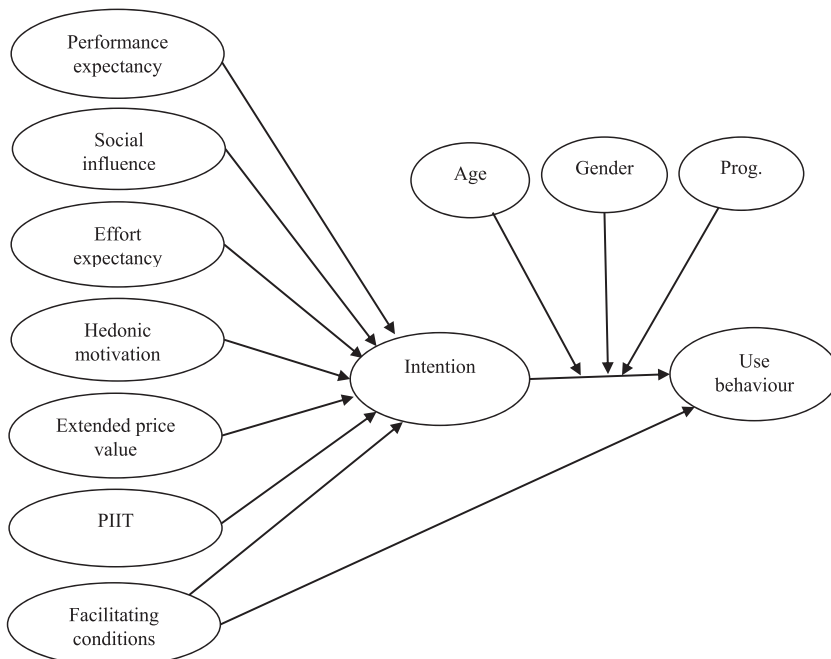 Performance
expectancy
Social
influence
Effort
expectancy
Hedonic
motivation
Extended price
value
PIIT
Facilitating
conditions
Intention
Age
Gender
Prog.
Use
behaviour